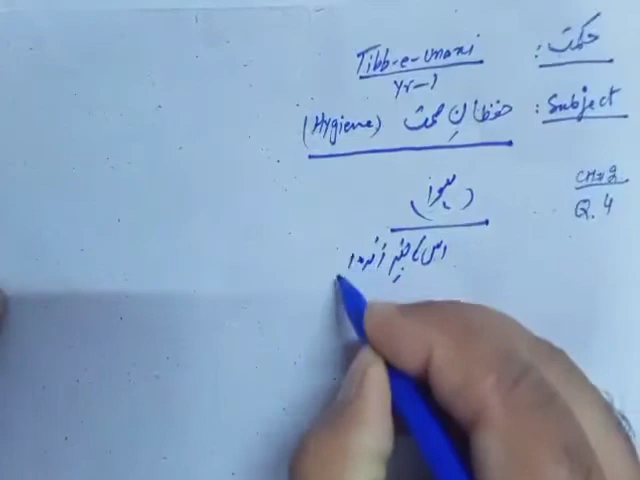 حکمت :
Tibb-e-Unani
Yr-1
Subject : حفظانِ صحت (Hygiene)
CH# 2
Q. 4
(ہوا)